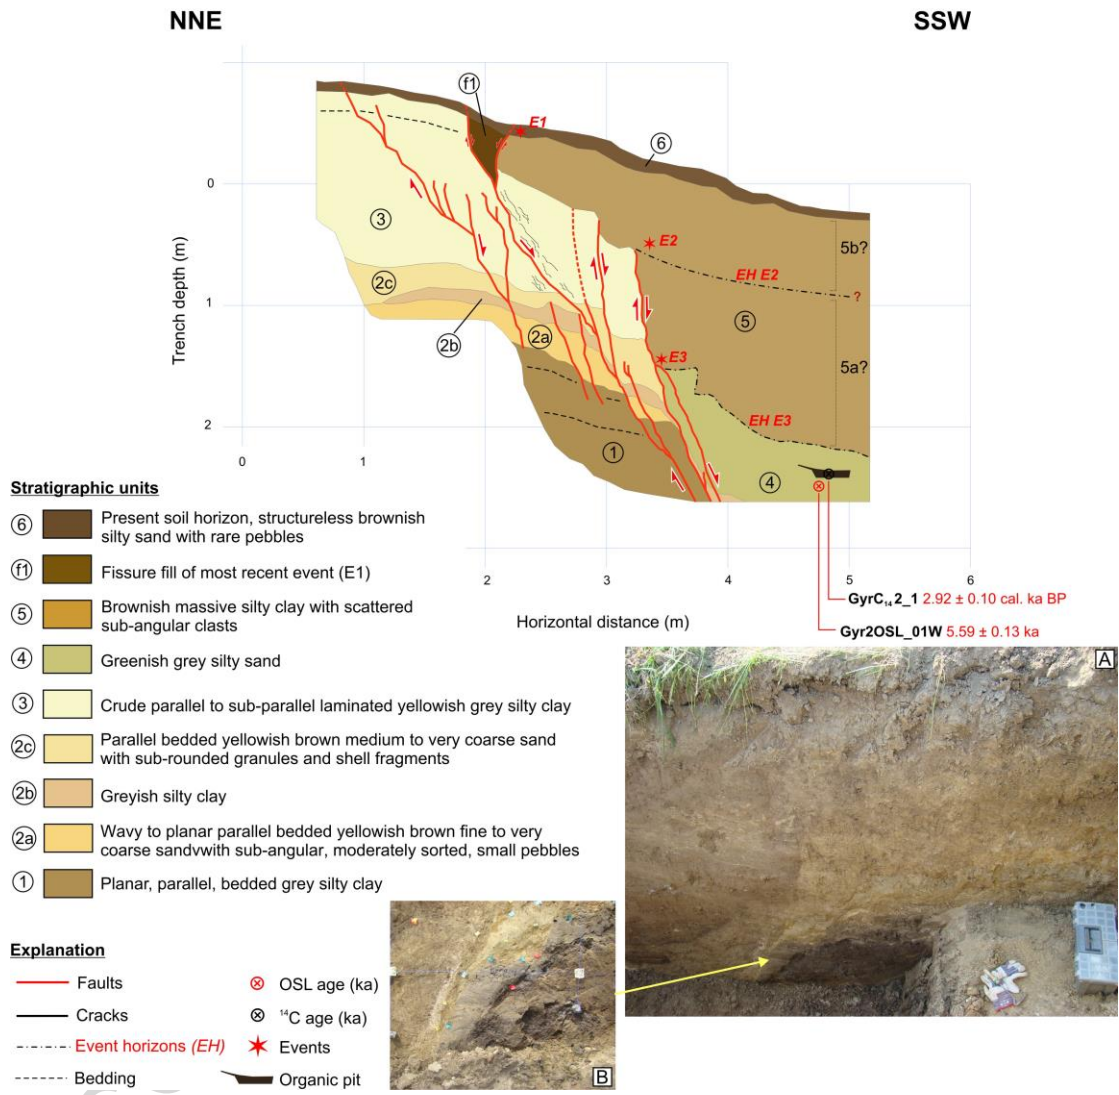 NNE
SSW
f1
E1
6
0
3
5b?
E2
EH E2
?
2c
1
5
2b
2a
E3
5a?
EH E3
2
1
4
Trench depth (m)
0
1
2
3
4
5
6
Horizontal distance (m)
GyrC₁₄ 2_1 2.92 ± 0.10 cal. ka BP
Gyr2OSL_01W 5.59 ± 0.13 ka
Stratigraphic units
6 Present soil horizon, structureless brownish
silty sand with rare pebbles
f1 Fissure fill of most recent event (E1)
5 Brownish massive silty clay with scattered
sub-angular clasts
4 Greenish grey silty sand
3 Crude parallel to sub-parallel laminated yellowish grey silty clay
2c Parallel bedded yellowish brown medium to very coarse sand
with sub-rounded granules and shell fragments
2b Greyish silty clay
2a Wavy to planar parallel bedded yellowish brown fine to very
coarse sandvwith sub-angular, moderately sorted, small pebbles
1 Planar, parallel, bedded grey silty clay
Explanation
Faults
OSL age (ka)
Cracks
¹⁴C age (ka)
Event horizons (EH)
Events
Bedding
Organic pit
A
B